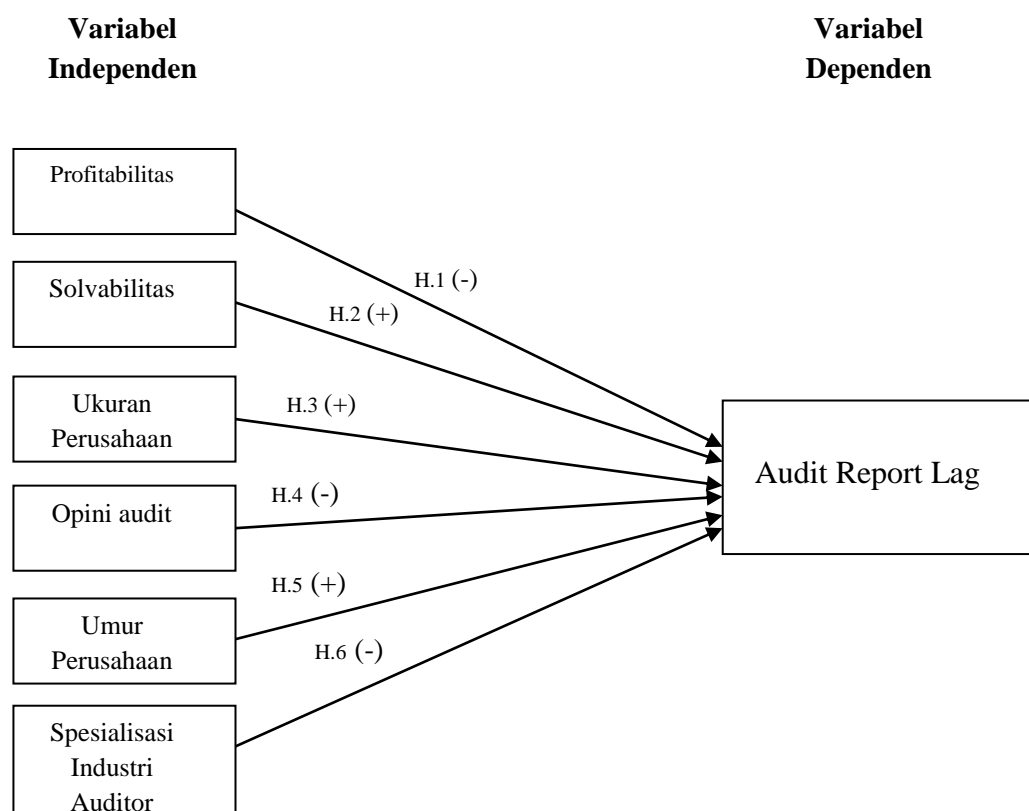 Variabel
Independen
Variabel
Dependen
Profitabilitas
H.1 (-)
Solvabilitas
H.2 (+)
Ukuran
Perusahaan
H.3 (+)
Audit Report Lag
Opini audit
H.4 (-)
Umur
Perusahaan
H.5 (+)
H.6 (-)
Spesialisasi
Industri
Auditor